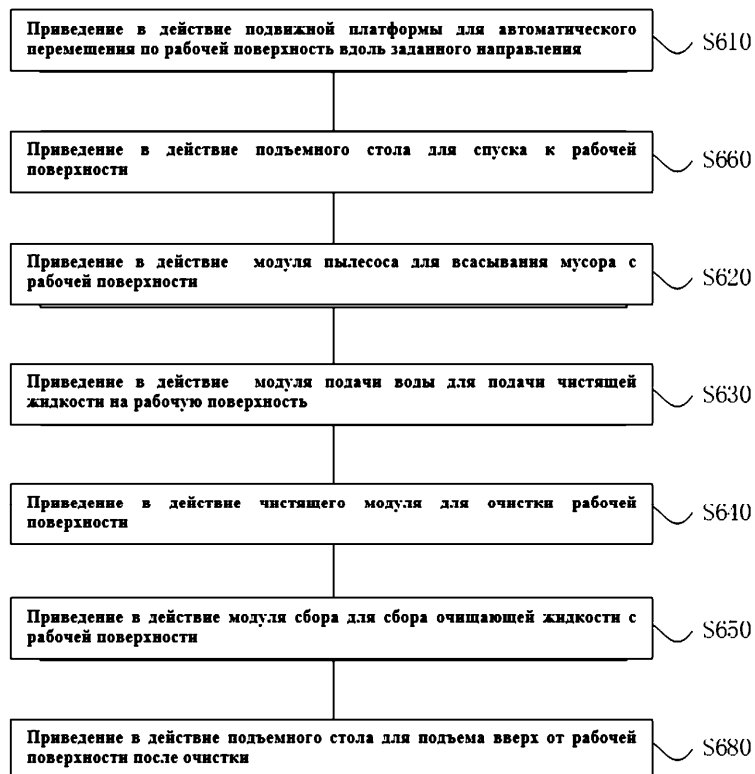 Приведение в действие подвижной платформы для автоматического
перемещения по рабочей поверхность вдоль заданного направления
S610
Приведение в действие подъемного стола для спуска к рабочей
поверхности
S660
Приведение в действие модуля пылесоса для всасывания мусора с
рабочей поверхности
S620
Приведение в действие модуля подачи воды для подачи чистящей
жидкости на рабочую поверхность
S630
Приведение в действие чистящего модуля для очистки рабочей
поверхности
S640
Приведение в действие модуля сбора для сбора очищающей жидкости с
рабочей поверхности
S650
Приведение в действие подъемного стола для подъема вверх от рабочей
поверхности после очистки
S680